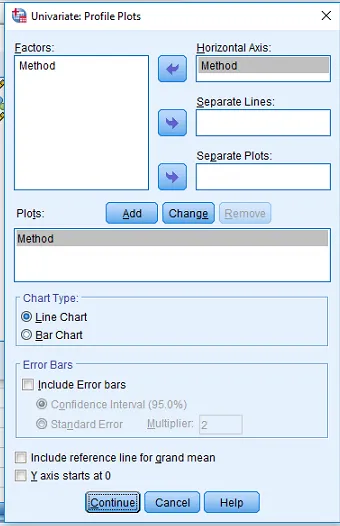 Univariate: Profile Plots
Factors:
Method
Horizontal Axis:
Method
Separate Lines:
Separate Plots:
Plots:
Add
Change
Remove
Method
Chart Type:
Line Chart
Bar Chart
Error Bars
Include Error bars
Confidence Interval (95.0%)
Standard Error
Multiplier:
2
Include reference line for grand mean
Y axis starts at 0
Continue
Cancel
Help